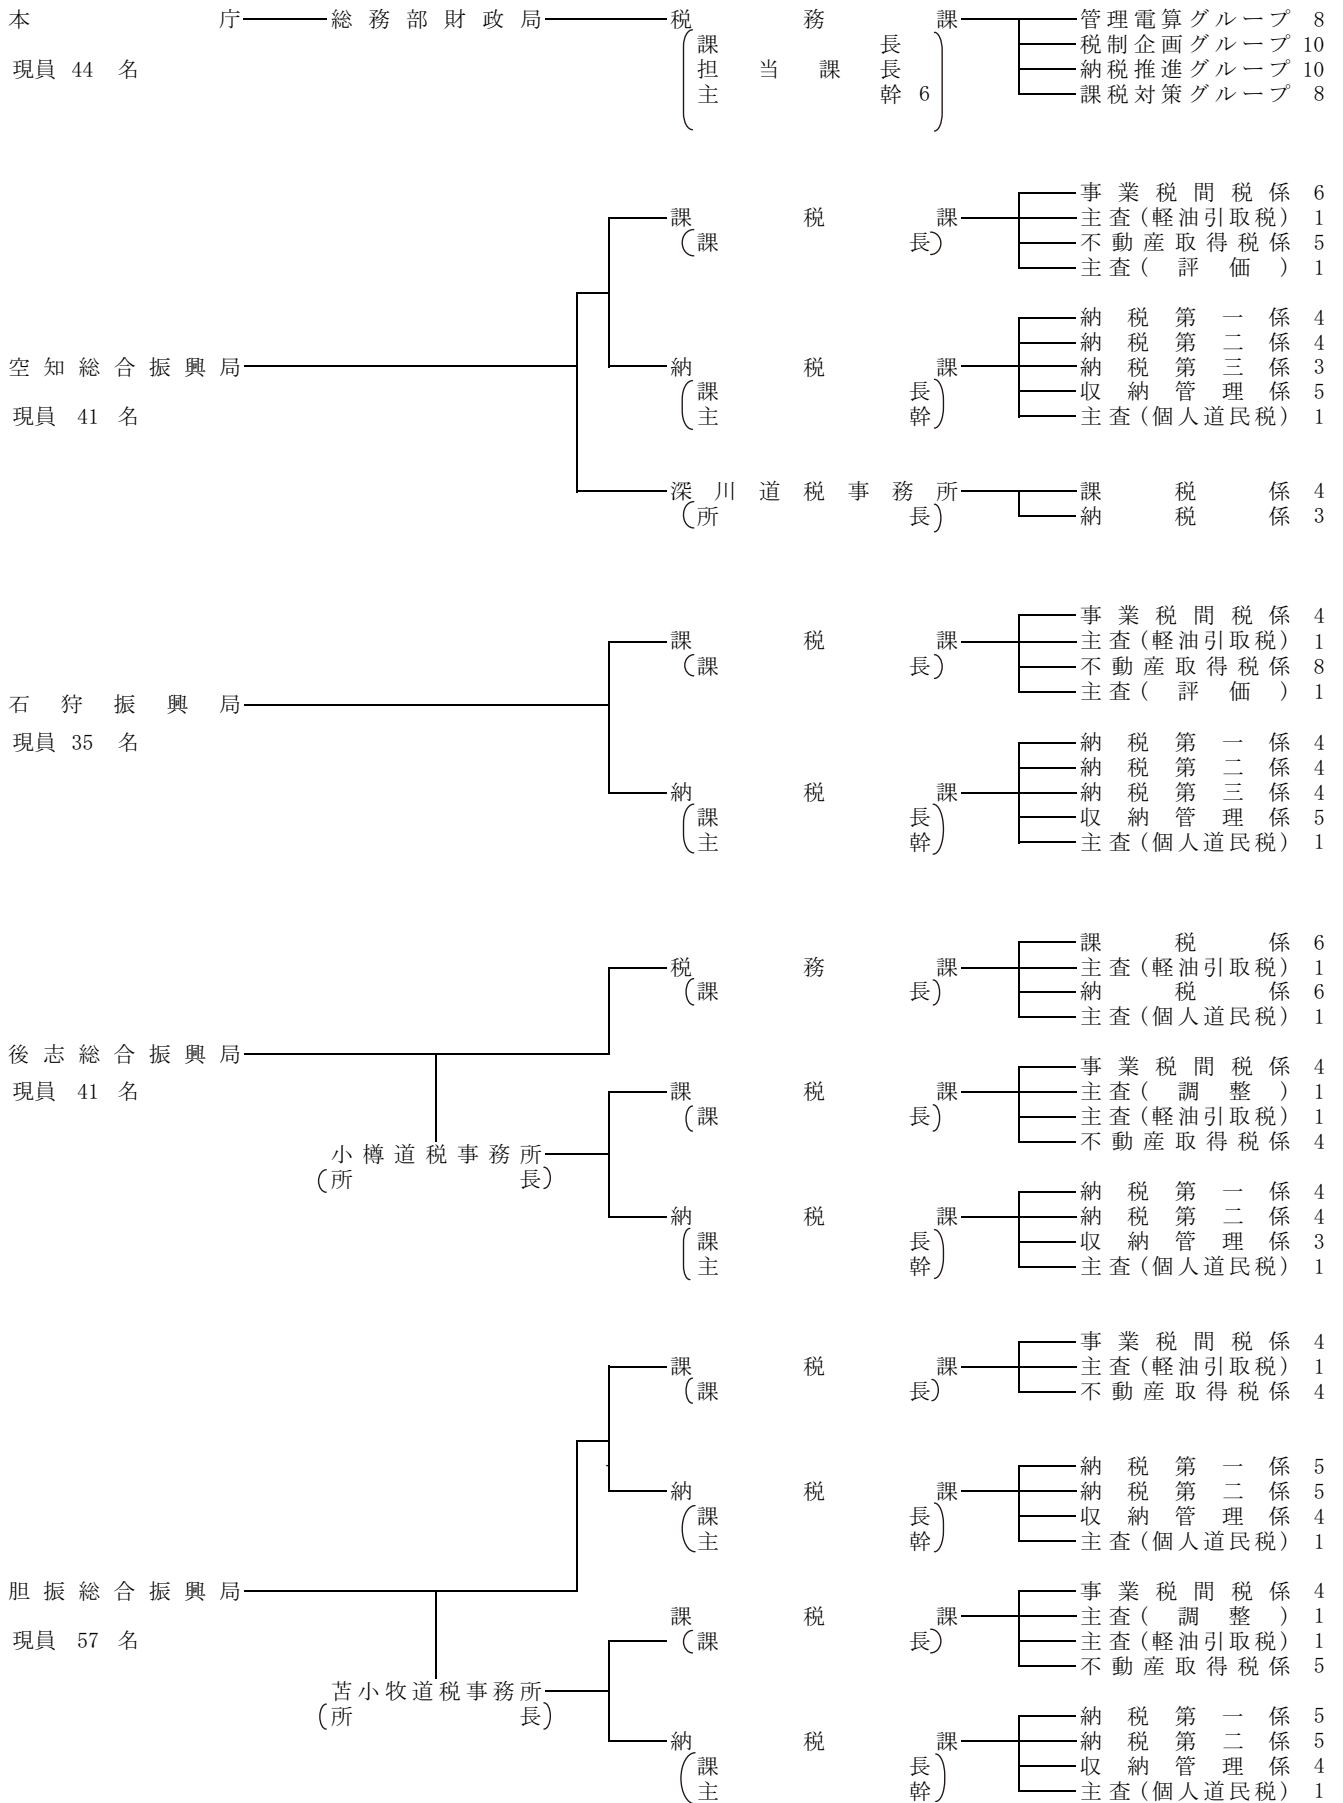 本庁 総務部財政局 税務課 管理電算グループ 8
課長 税制企画グループ 10
現員 44 名 担当課長 納税推進グループ 10
主幹 6 課税対策グループ 8
事業税間税係 6
課税課 主査(軽油引取税) 1
(課長) 不動産取得税係 5
主査(評価) 1
納税第一係 4
納税第二係 4
空知総合振興局 納税課 納税第三係 3
(課長 収納管理係 5
現員 41 名 主幹) 主査(個人道民税) 1
深川道税事務所 課税係 4
(所長) 納税係 3
事業税間税係 4
課税課 主査(軽油引取税) 1
(課長) 不動産取得税係 8
主査(評価) 1
石狩振興局
現員 35 名 納税第一係 4
納税第二係 4
納税課 納税第三係 4
(課長 収納管理係 5
主幹) 主査(個人道民税) 1
課税係 6
税務課 主査(軽油引取税) 1
(課長) 納税係 6
主査(個人道民税) 1
後志総合振興局
事業税間税係 4
現員 41 名 課税課 主査(調整) 1
(課長) 主査(軽油引取税) 1
不動産取得税係 4
小樽道税事務所
(所長)
納税第一係 4
納税課 納税第二係 4
(課長 収納管理係 3
主幹) 主査(個人道民税) 1
事業税間税係 4
課税課 主査(軽油引取税) 1
(課長) 不動産取得税係 4
納税第一係 5
納税課 納税第二係 5
(課長 収納管理係 4
主幹) 主査(個人道民税) 1
胆振総合振興局 事業税間税係 4
課税課 主査(調整) 1
現員 57 名 (課長) 主査(軽油引取税) 1
不動産取得税係 5
苫小牧道税事務所
(所長) 納税第一係 5
納税課 納税第二係 5
(課長 収納管理係 4
主幹) 主査(個人道民税) 1